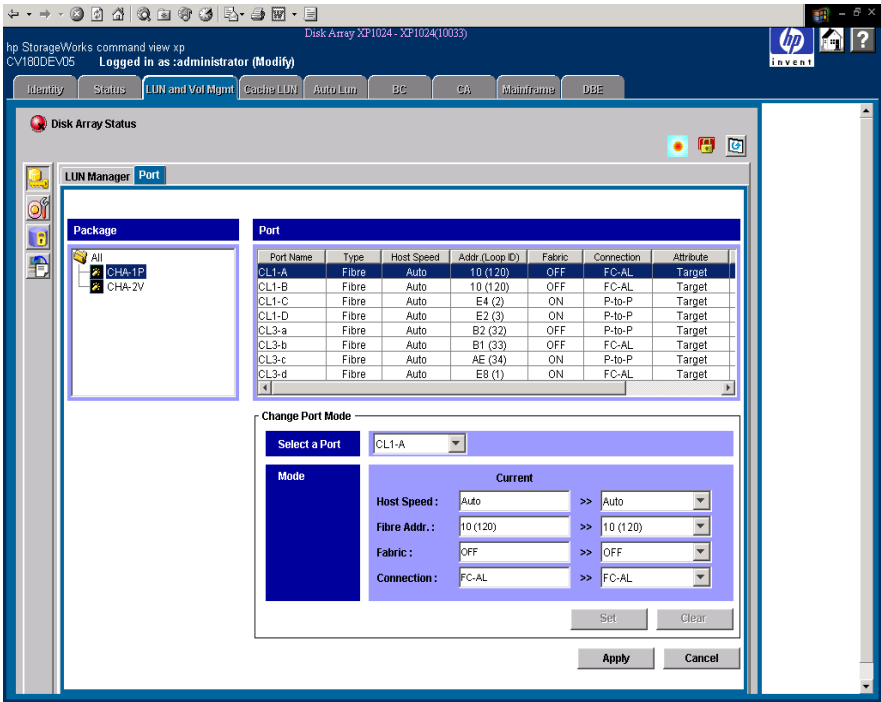 Disk Array XP1024 - XP1024(10033)
hp StorageWorks command view xp
CV180DEV05 Logged in as :administrator (Modify)
hp
invent
?
Identity Status LUN and Vol Mgmt Cache LUN Auto Lun BC CA Mainframe DBE
Disk Array Status
LUN Manager Port
Package Port
All
CHA-1P
CHA-2V
Port Name Type Host Speed Addr.(Loop ID) Fabric Connection Attribute
CL1-A Fibre Auto 10 (120) OFF FC-AL Target
CL1-B Fibre Auto 10 (120) OFF FC-AL Target
CL1-C Fibre Auto E4 (2) ON P-to-P Target
CL1-D Fibre Auto E2 (3) ON P-to-P Target
CL3-a Fibre Auto B2 (32) OFF P-to-P Target
CL3-b Fibre Auto B1 (33) OFF FC-AL Target
CL3-c Fibre Auto AE (34) ON P-to-P Target
CL3-d Fibre Auto E8 (1) ON FC-AL Target
Change Port Mode
Select a Port CL1-A
Mode Current
Host Speed : Auto >> Auto
Fibre Addr. : 10 (120) >> 10 (120)
Fabric : OFF >> OFF
Connection : FC-AL >> FC-AL
Set Clear
Apply Cancel